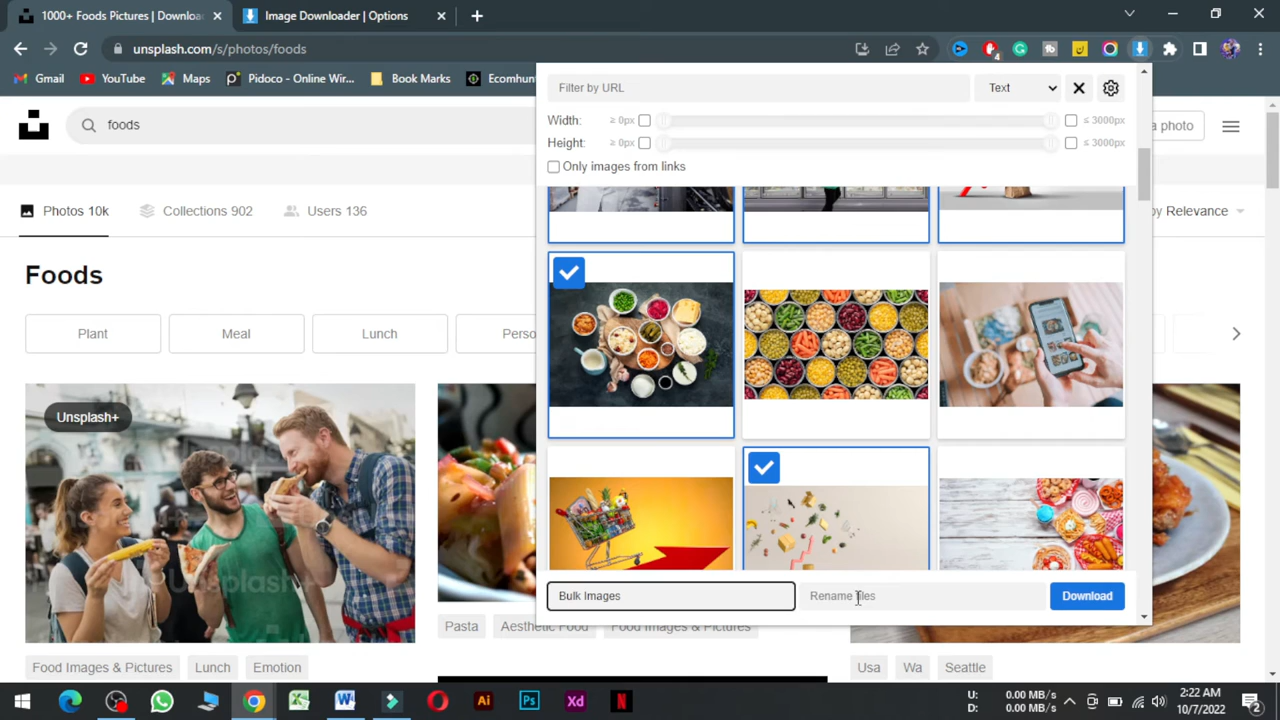 1000+ Foods Pictures | Downloa
Image Downloader | Options
unsplash.com/s/photos/foods
4
Gmail
YouTube
Maps
Pidoco - Online Wir...
Book Marks
Ecomhun
Filter by URL
Text
Width:
≥ 0px
≤ 3000px
Height:
≥ 0px
≤ 3000px
Only images from links
foods
a photo
Photos 10k
Collections 902
Users 136
by Relevance
Foods
Plant
Meal
Lunch
Perso
Unsplash+
Unsplash
Bulk Images
Rename files
Download
Pasta
Aesthetic Food
Food Images & Pictures
Food Images & Pictures
Lunch
Emotion
Usa
Wa
Seattle
U: 0.00 MB/s
D: 0.00 MB/s
2:22 AM
10/7/2022
2